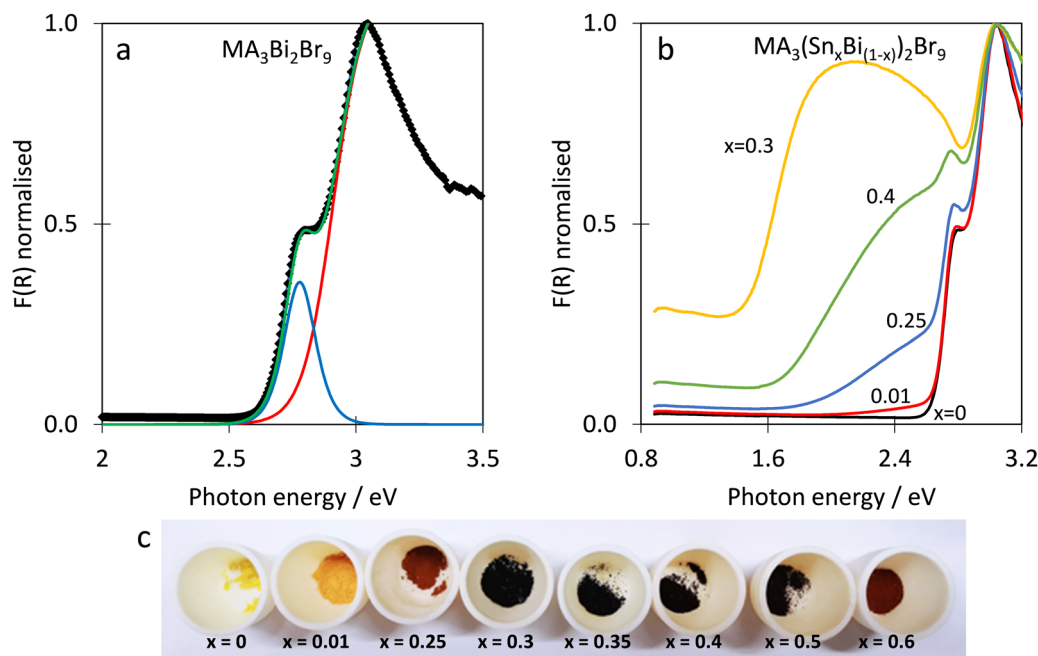 a
MA₃Bi₂Br₉
F(R) normalised
1.0
0.5
0.0
2
2.5
3
3.5
Photon energy / eV
b
MA₃(SnₓBi₍₁₋ₓ₎)₂Br₉
F(R) nromalised
1.0
0.5
0.0
x=0.3
0.4
0.25
0.01
x=0
0.8
1.6
2.4
3.2
Photon energy / eV
c
x = 0 x = 0.01 x = 0.25 x = 0.3 x = 0.35 x = 0.4 x = 0.5 x = 0.6